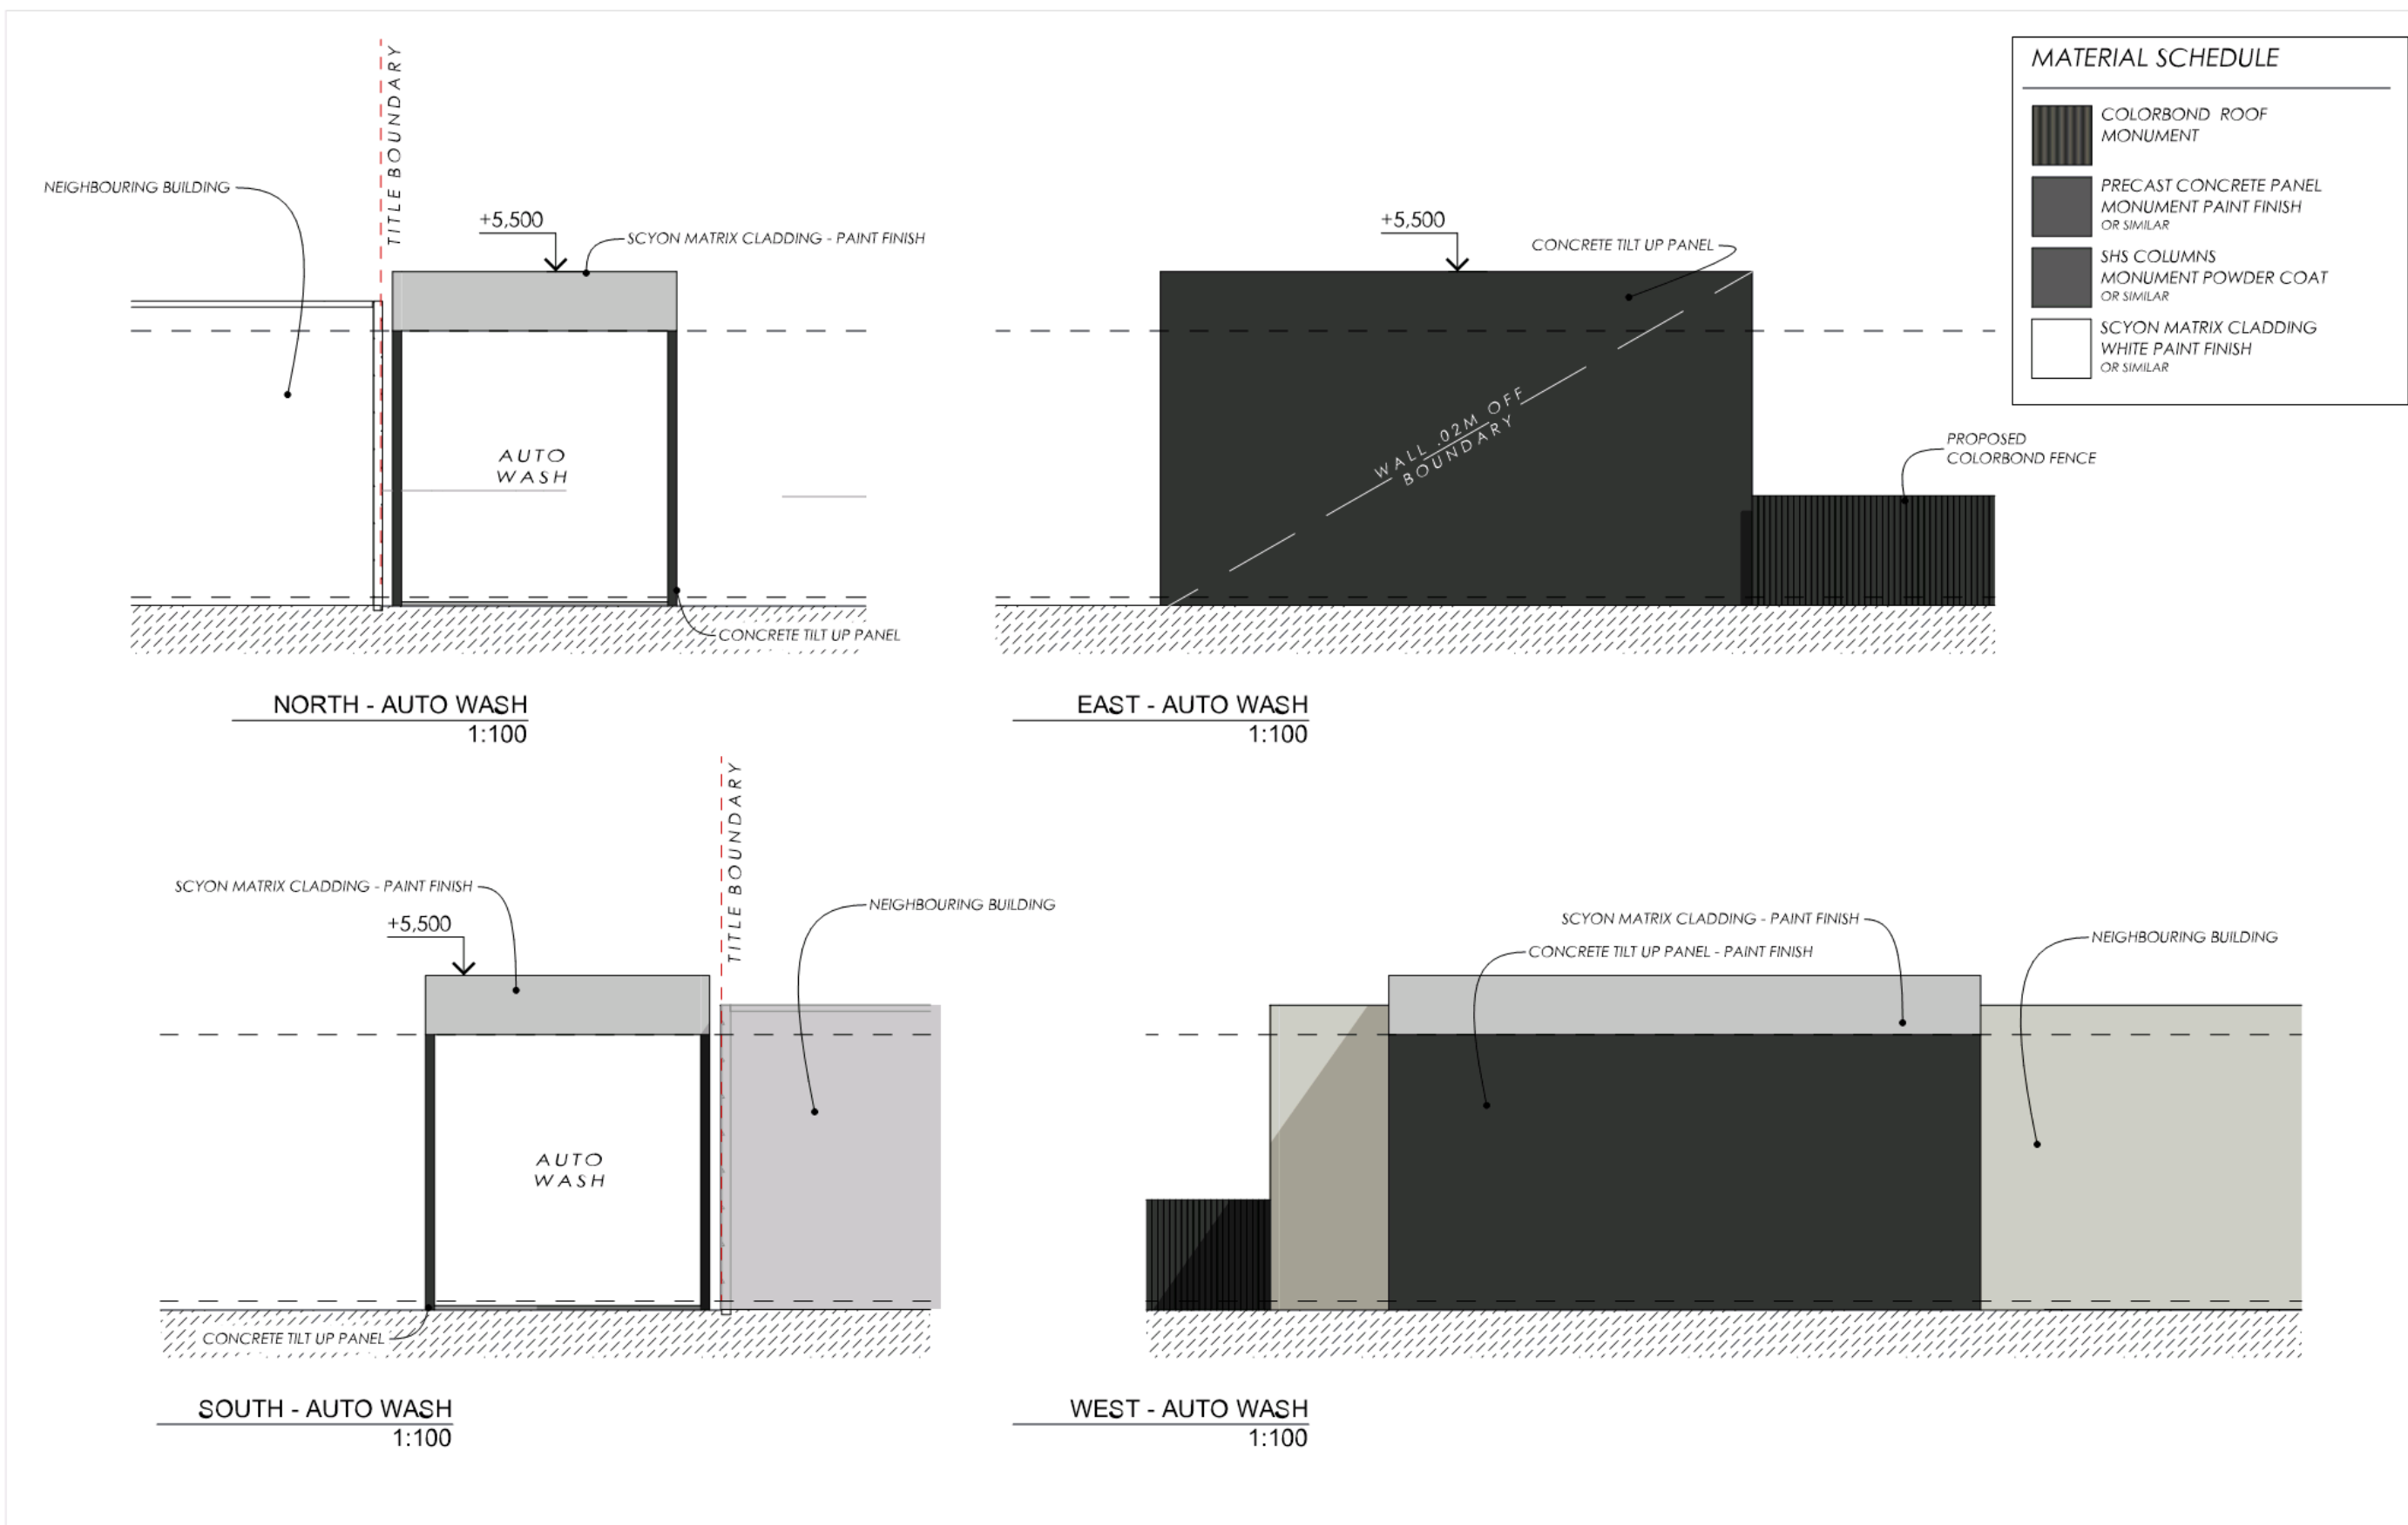 MATERIAL SCHEDULE
COLORBOND ROOF
MONUMENT
PRECAST CONCRETE PANEL
MONUMENT PAINT FINISH
OR SIMILAR
SHS COLUMNS
MONUMENT POWDER COAT
OR SIMILAR
SCYON MATRIX CLADDING
WHITE PAINT FINISH
OR SIMILAR
TITLE BOUNDARY
NEIGHBOURING BUILDING
+5,500
SCYON MATRIX CLADDING - PAINT FINISH
AUTO
WASH
CONCRETE TILT UP PANEL
NORTH - AUTO WASH
1:100
+5,500
CONCRETE TILT UP PANEL
WALL .02M OFF
BOUNDARY
PROPOSED
COLORBOND FENCE
EAST - AUTO WASH
1:100
TITLE BOUNDARY
SCYON MATRIX CLADDING - PAINT FINISH
+5,500
NEIGHBOURING BUILDING
AUTO
WASH
CONCRETE TILT UP PANEL
SOUTH - AUTO WASH
1:100
SCYON MATRIX CLADDING - PAINT FINISH
CONCRETE TILT UP PANEL - PAINT FINISH
NEIGHBOURING BUILDING
WEST - AUTO WASH
1:100